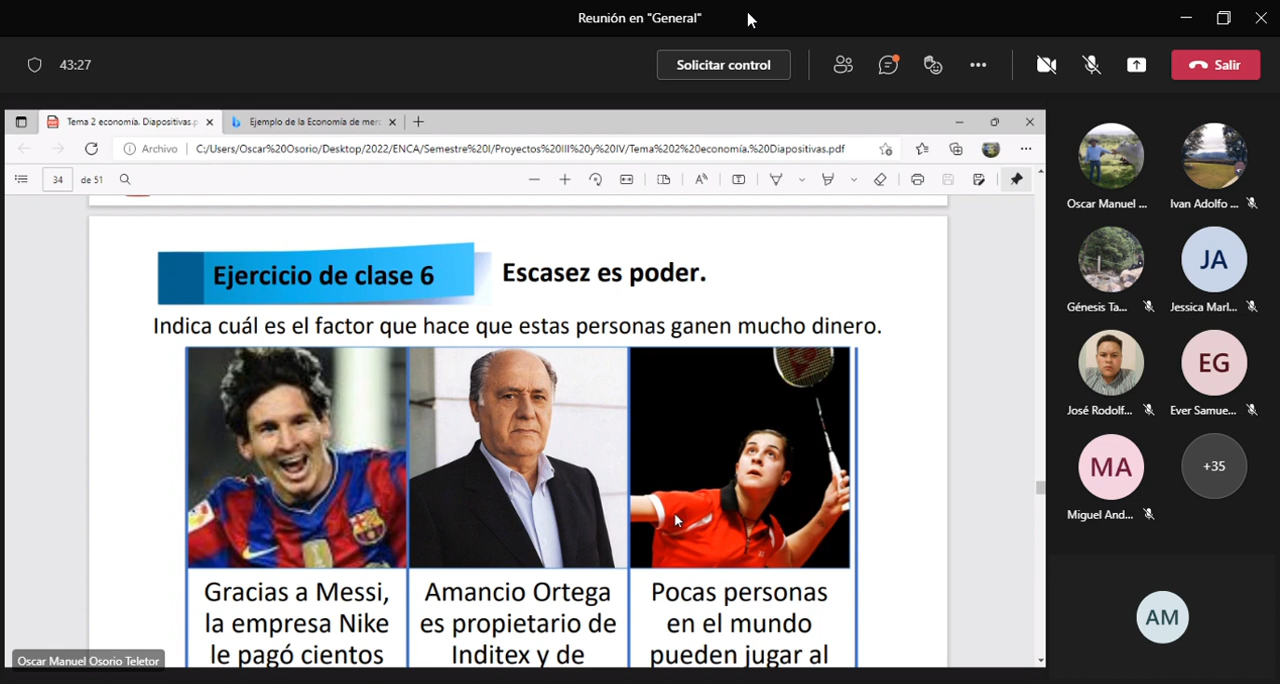 Reunión en "General"
43:27
Solicitar control
Salir
Tema 2 economía. Diapositivas.p
Ejemplo de la Economía de merc
Archivo
C:/Users/Oscar%20Osorio/Desktop/2022/ENCA/Semestre%20I/Proyectos%20III%20y%20IV/Tema%202%20economía.%20Diapositivas.pdf
34 de 51
Ejercicio de clase 6
Escasez es poder.
Indica cuál es el factor que hace que estas personas ganen mucho dinero.
Gracias a Messi,
la empresa Nike
le pagó cientos
Amancio Ortega
es propietario de
Inditex y de
Pocas personas
en el mundo
pueden jugar al
Oscar Manuel Osorio Teletor
Oscar Manuel ...
Ivan Adolfo ...
JA
Génesis Ta...
Jessica Marl...
EG
José Rodolf...
Ever Samue...
MA
+35
Miguel And...
AM